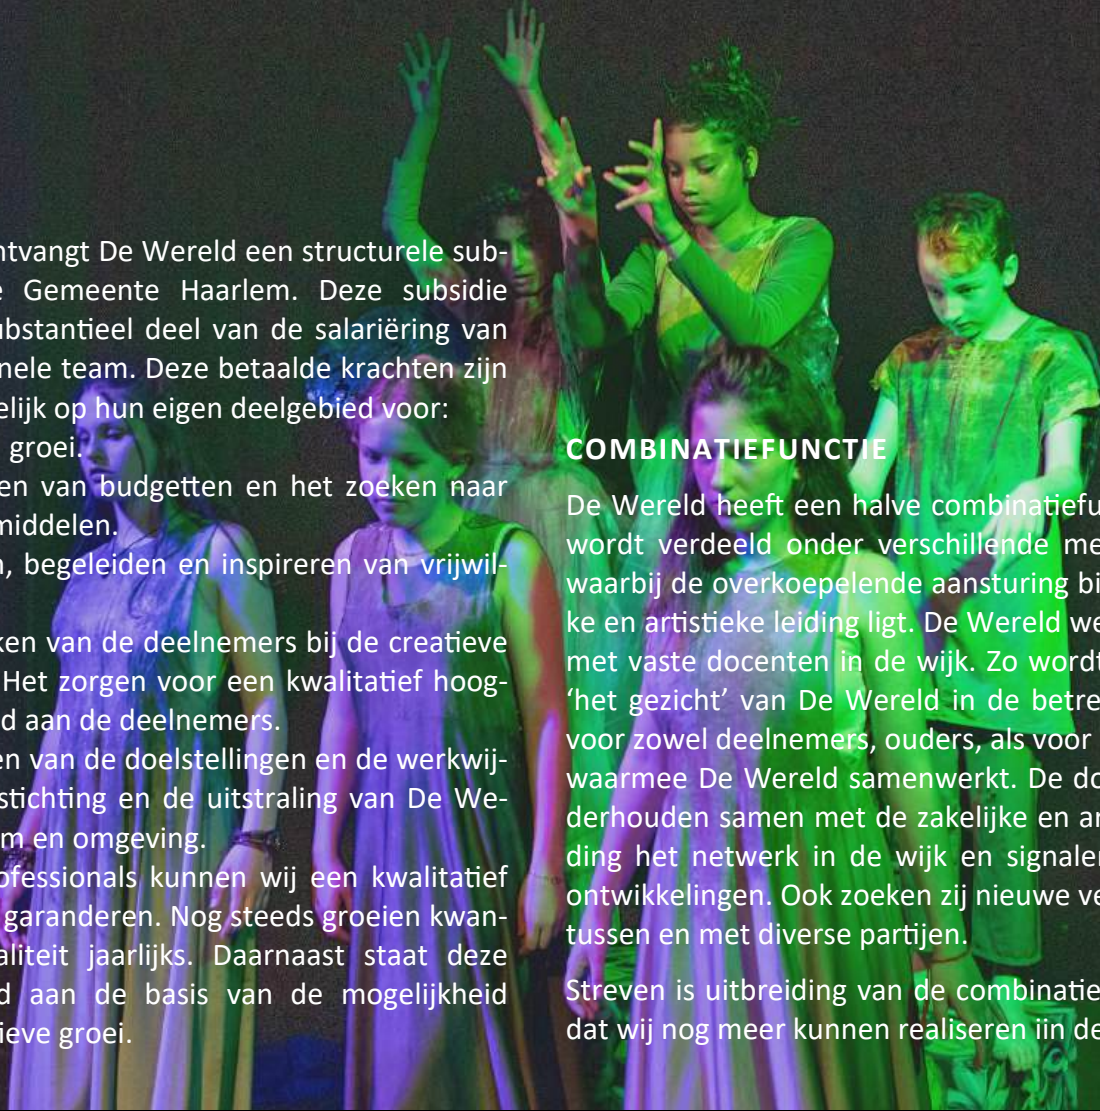 ntvangt De Wereld een structurele sub-
e Gemeente Haarlem. Deze subsidie
ubstantieel deel van de salariëring van
nele team. Deze betaalde krachten zijn
elijk op hun eigen deelgebied voor:
groei.
en van budgetten en het zoeken naar
middelen.
n, begeleiden en inspireren van vrijwil-
ken van de deelnemers bij de creatieve
Het zorgen voor een kwalitatief hoog-
d aan de deelnemers.
en van de doelstellingen en de werkwij-
stichting en de uitstraling van De We-
m en omgeving.
ofessionals kunnen wij een kwalitatief
garanderen. Nog steeds groeien kwan-
aliteit jaarlijks. Daarnaast staat deze
d aan de basis van de mogelijkheid
ieve groei.
COMBINATIEFUNCTIE
De Wereld heeft een halve combinatiefu
wordt verdeeld onder verschillende me
waarbij de overkoepelende aansturing bi
ke en artistieke leiding ligt. De Wereld we
met vaste docenten in de wijk. Zo wordt
‘het gezicht’ van De Wereld in de betre
voor zowel deelnemers, ouders, als voor
waarmee De Wereld samenwerkt. De do
derhouden samen met de zakelijke en ar
ding het netwerk in de wijk en signaler
ontwikkelingen. Ook zoeken zij nieuwe ve
tussen en met diverse partijen.
Streven is uitbreiding van de combinatie
dat wij nog meer kunnen realiseren iin de